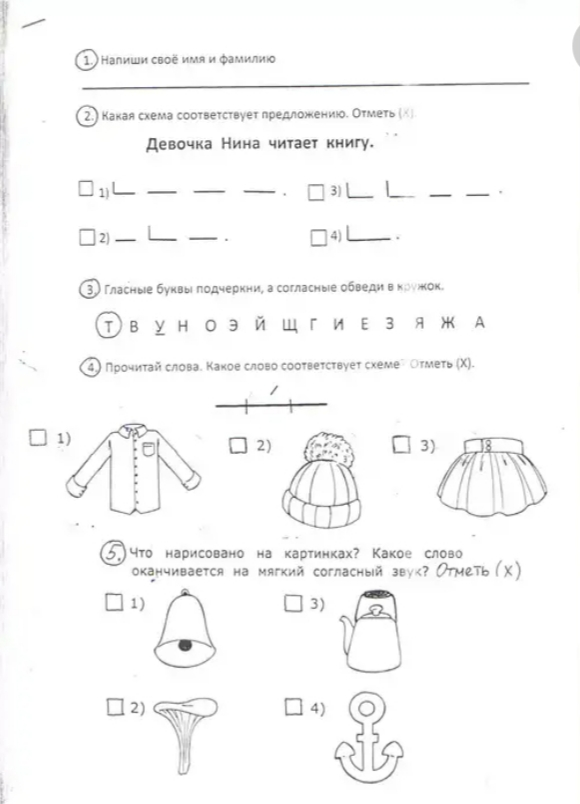 1. Напиши своё имя и фамилию
2. Какая схема соответствует предложению. Отметь (X)
Девочка Нина читает книгу.
1) 3)
2) 4)
3. Гласные буквы подчеркни, а согласные обведи в кружок.
Т В У Н О Э Й Щ Г И Е З Я Ж А
4. Прочитай слова. Какое слово соответствует схеме? Отметь (X).
1) 2) 3)
5. Что нарисовано на картинках? Какое слово
оканчивается на мягкий согласный звук? Отметь (X)
1) 3)
2) 4)